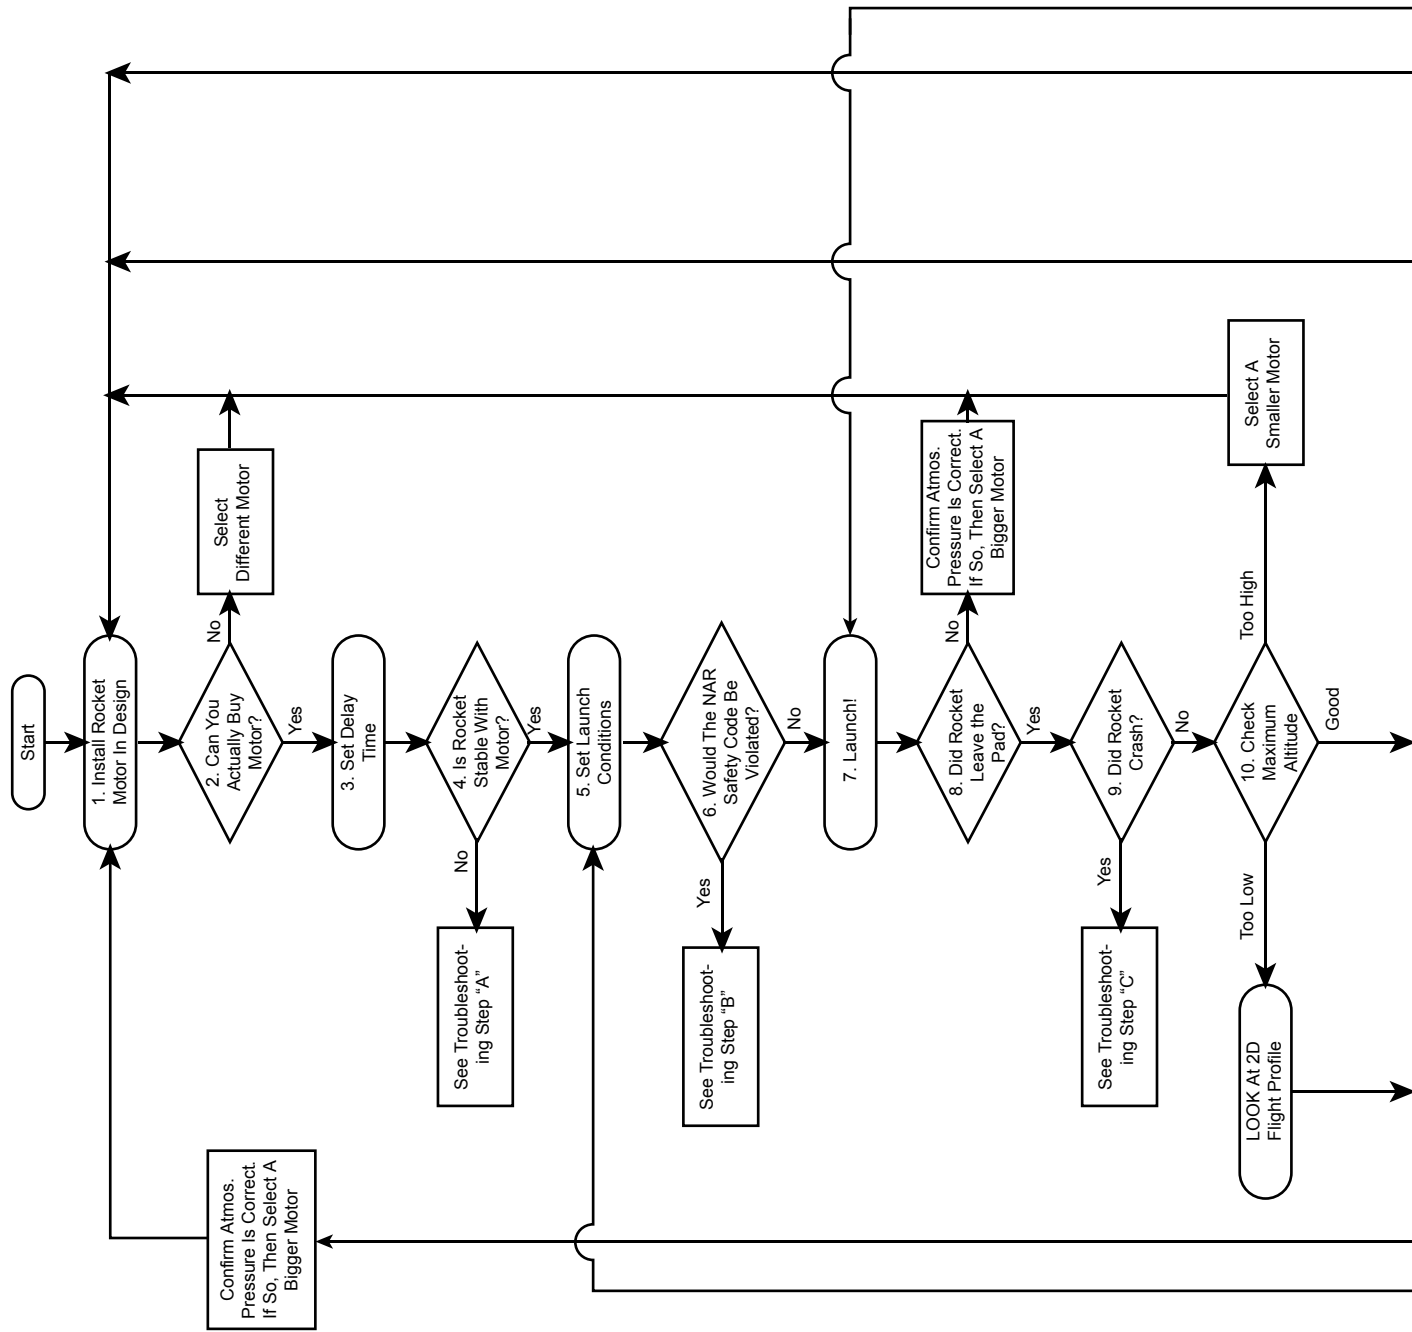 Start
1. Install Rocket
Motor In Design
2. Can You
Actually Buy
Motor?
No
Select
Different Motor
Yes
3. Set Delay
Time
4. Is Rocket
Stable With
Motor?
No
See Troubleshoot-
ing Step “A”
Yes
5. Set Launch
Conditions
6. Would The NAR
Safety Code Be
Violated?
Yes
See Troubleshoot-
ing Step “B”
No
7. Launch!
8. Did Rocket
Leave the
Pad?
No
Confirm Atmos.
Pressure Is Correct.
If So, Then Select A
Bigger Motor
Yes
9. Did Rocket
Crash?
Yes
See Troubleshoot-
ing Step “C”
No
10. Check
Maximum
Altitude
Too High
Select A
Smaller Motor
Too Low
LOOK At 2D
Flight Profile
Good
Confirm Atmos.
Pressure Is Correct.
If So, Then Select A
Bigger Motor